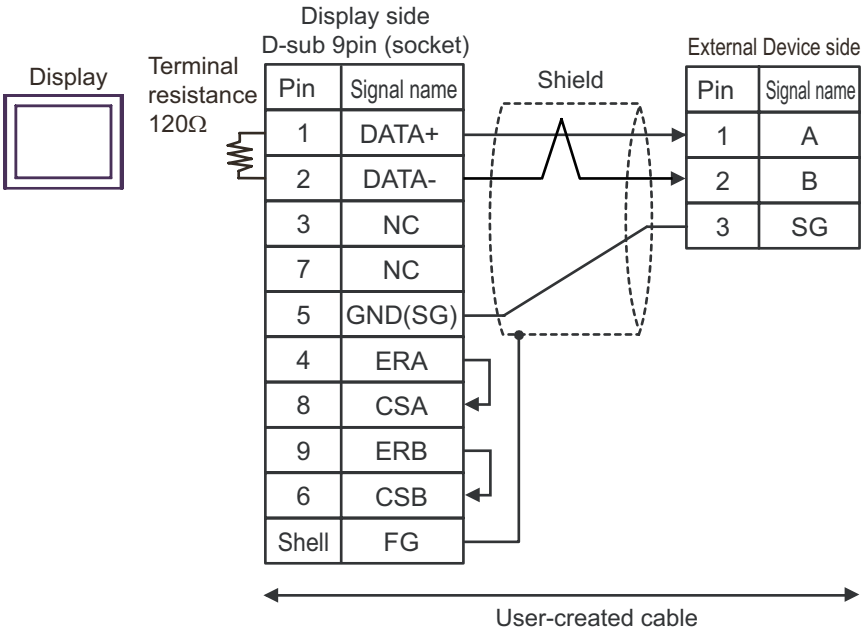 Display side
D-sub 9pin (socket)
External Device side
Display
Terminal
resistance
120Ω
Shield
Pin Signal name
1 DATA+
2 DATA-
3 NC
7 NC
5 GND(SG)
4 ERA
8 CSA
9 ERB
6 CSB
Shell FG
Pin Signal name
1 A
2 B
3 SG
User-created cable